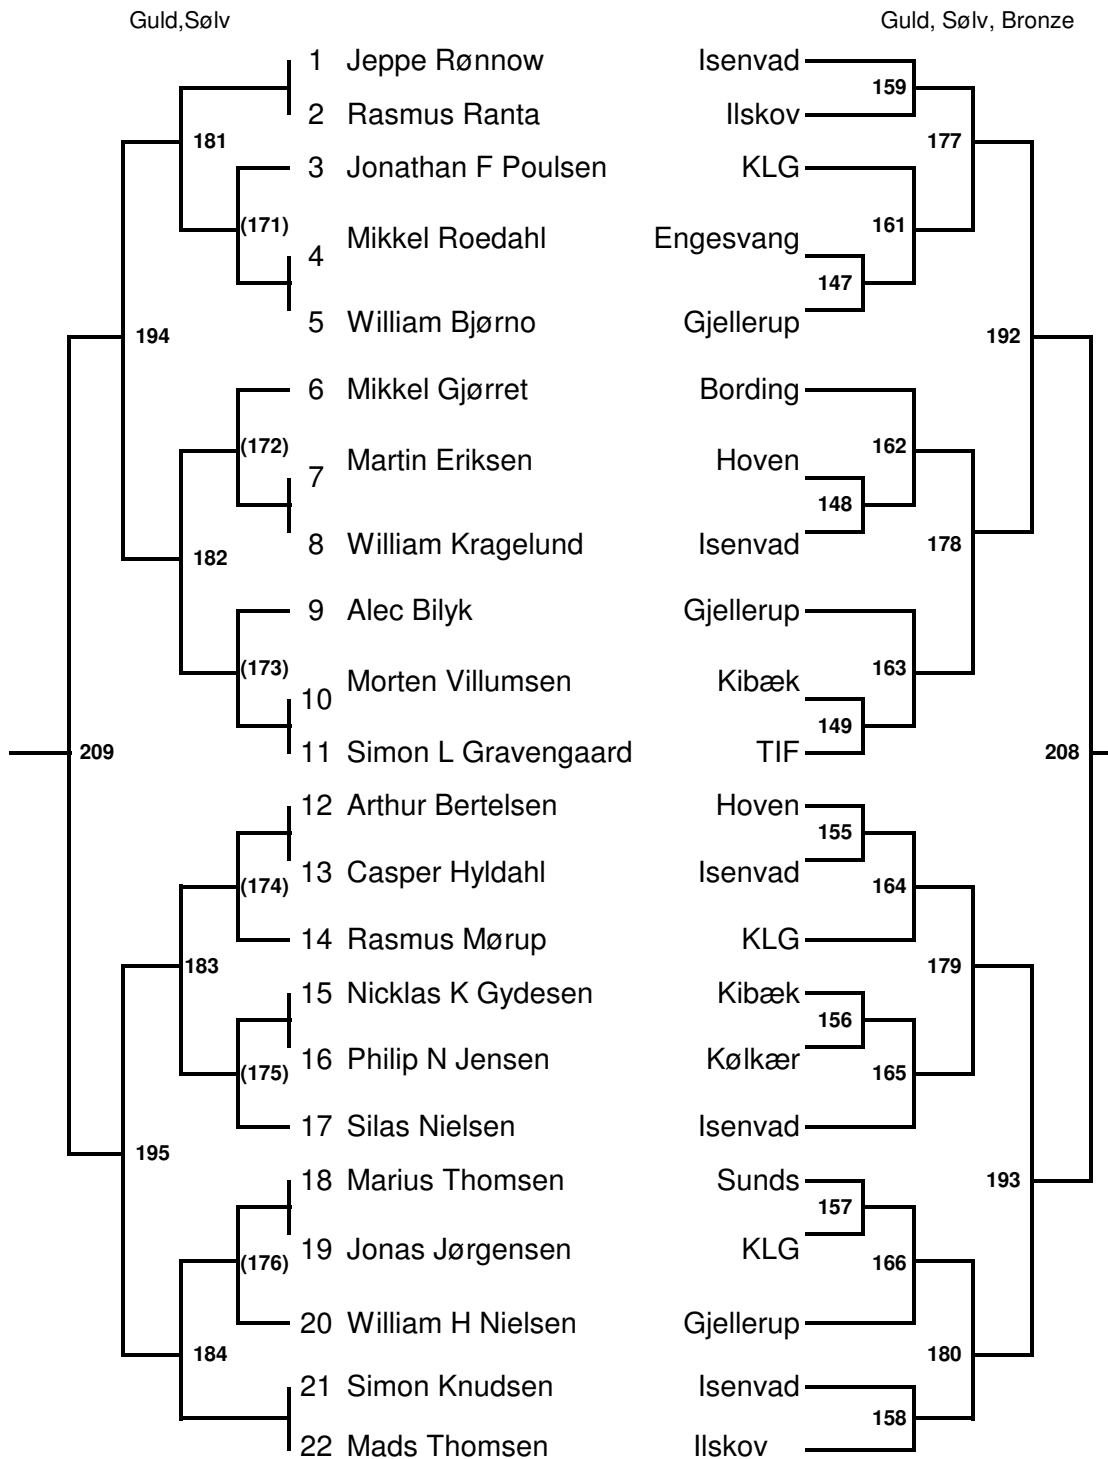 Guld,Sølv Guld, Sølv, Bronze
1 Jeppe Rønnow Isenvad
159
2 Rasmus Ranta Ilskov
181 177
3 Jonathan F Poulsen KLG
(171) 161
4 Mikkel Roedahl Engesvang
147
5 William Bjørno Gjellerup
194 192
6 Mikkel Gjørret Bording
(172) 162
7 Martin Eriksen Hoven
148
8 William Kragelund Isenvad
182 178
9 Alec Bilyk Gjellerup
(173) 163
10 Morten Villumsen Kibæk
149
209 11 Simon L Gravengaard TIF 208
12 Arthur Bertelsen Hoven
155
13 Casper Hyldahl Isenvad
(174) 164
14 Rasmus Mørup KLG
183 179
15 Nicklas K Gydesen Kibæk
156
16 Philip N Jensen Kølkær
(175) 165
17 Silas Nielsen Isenvad
195
18 Marius Thomsen Sunds 193
157
19 Jonas Jørgensen KLG
(176) 166
20 William H Nielsen Gjellerup
184 180
21 Simon Knudsen Isenvad
158
22 Mads Thomsen Ilskov